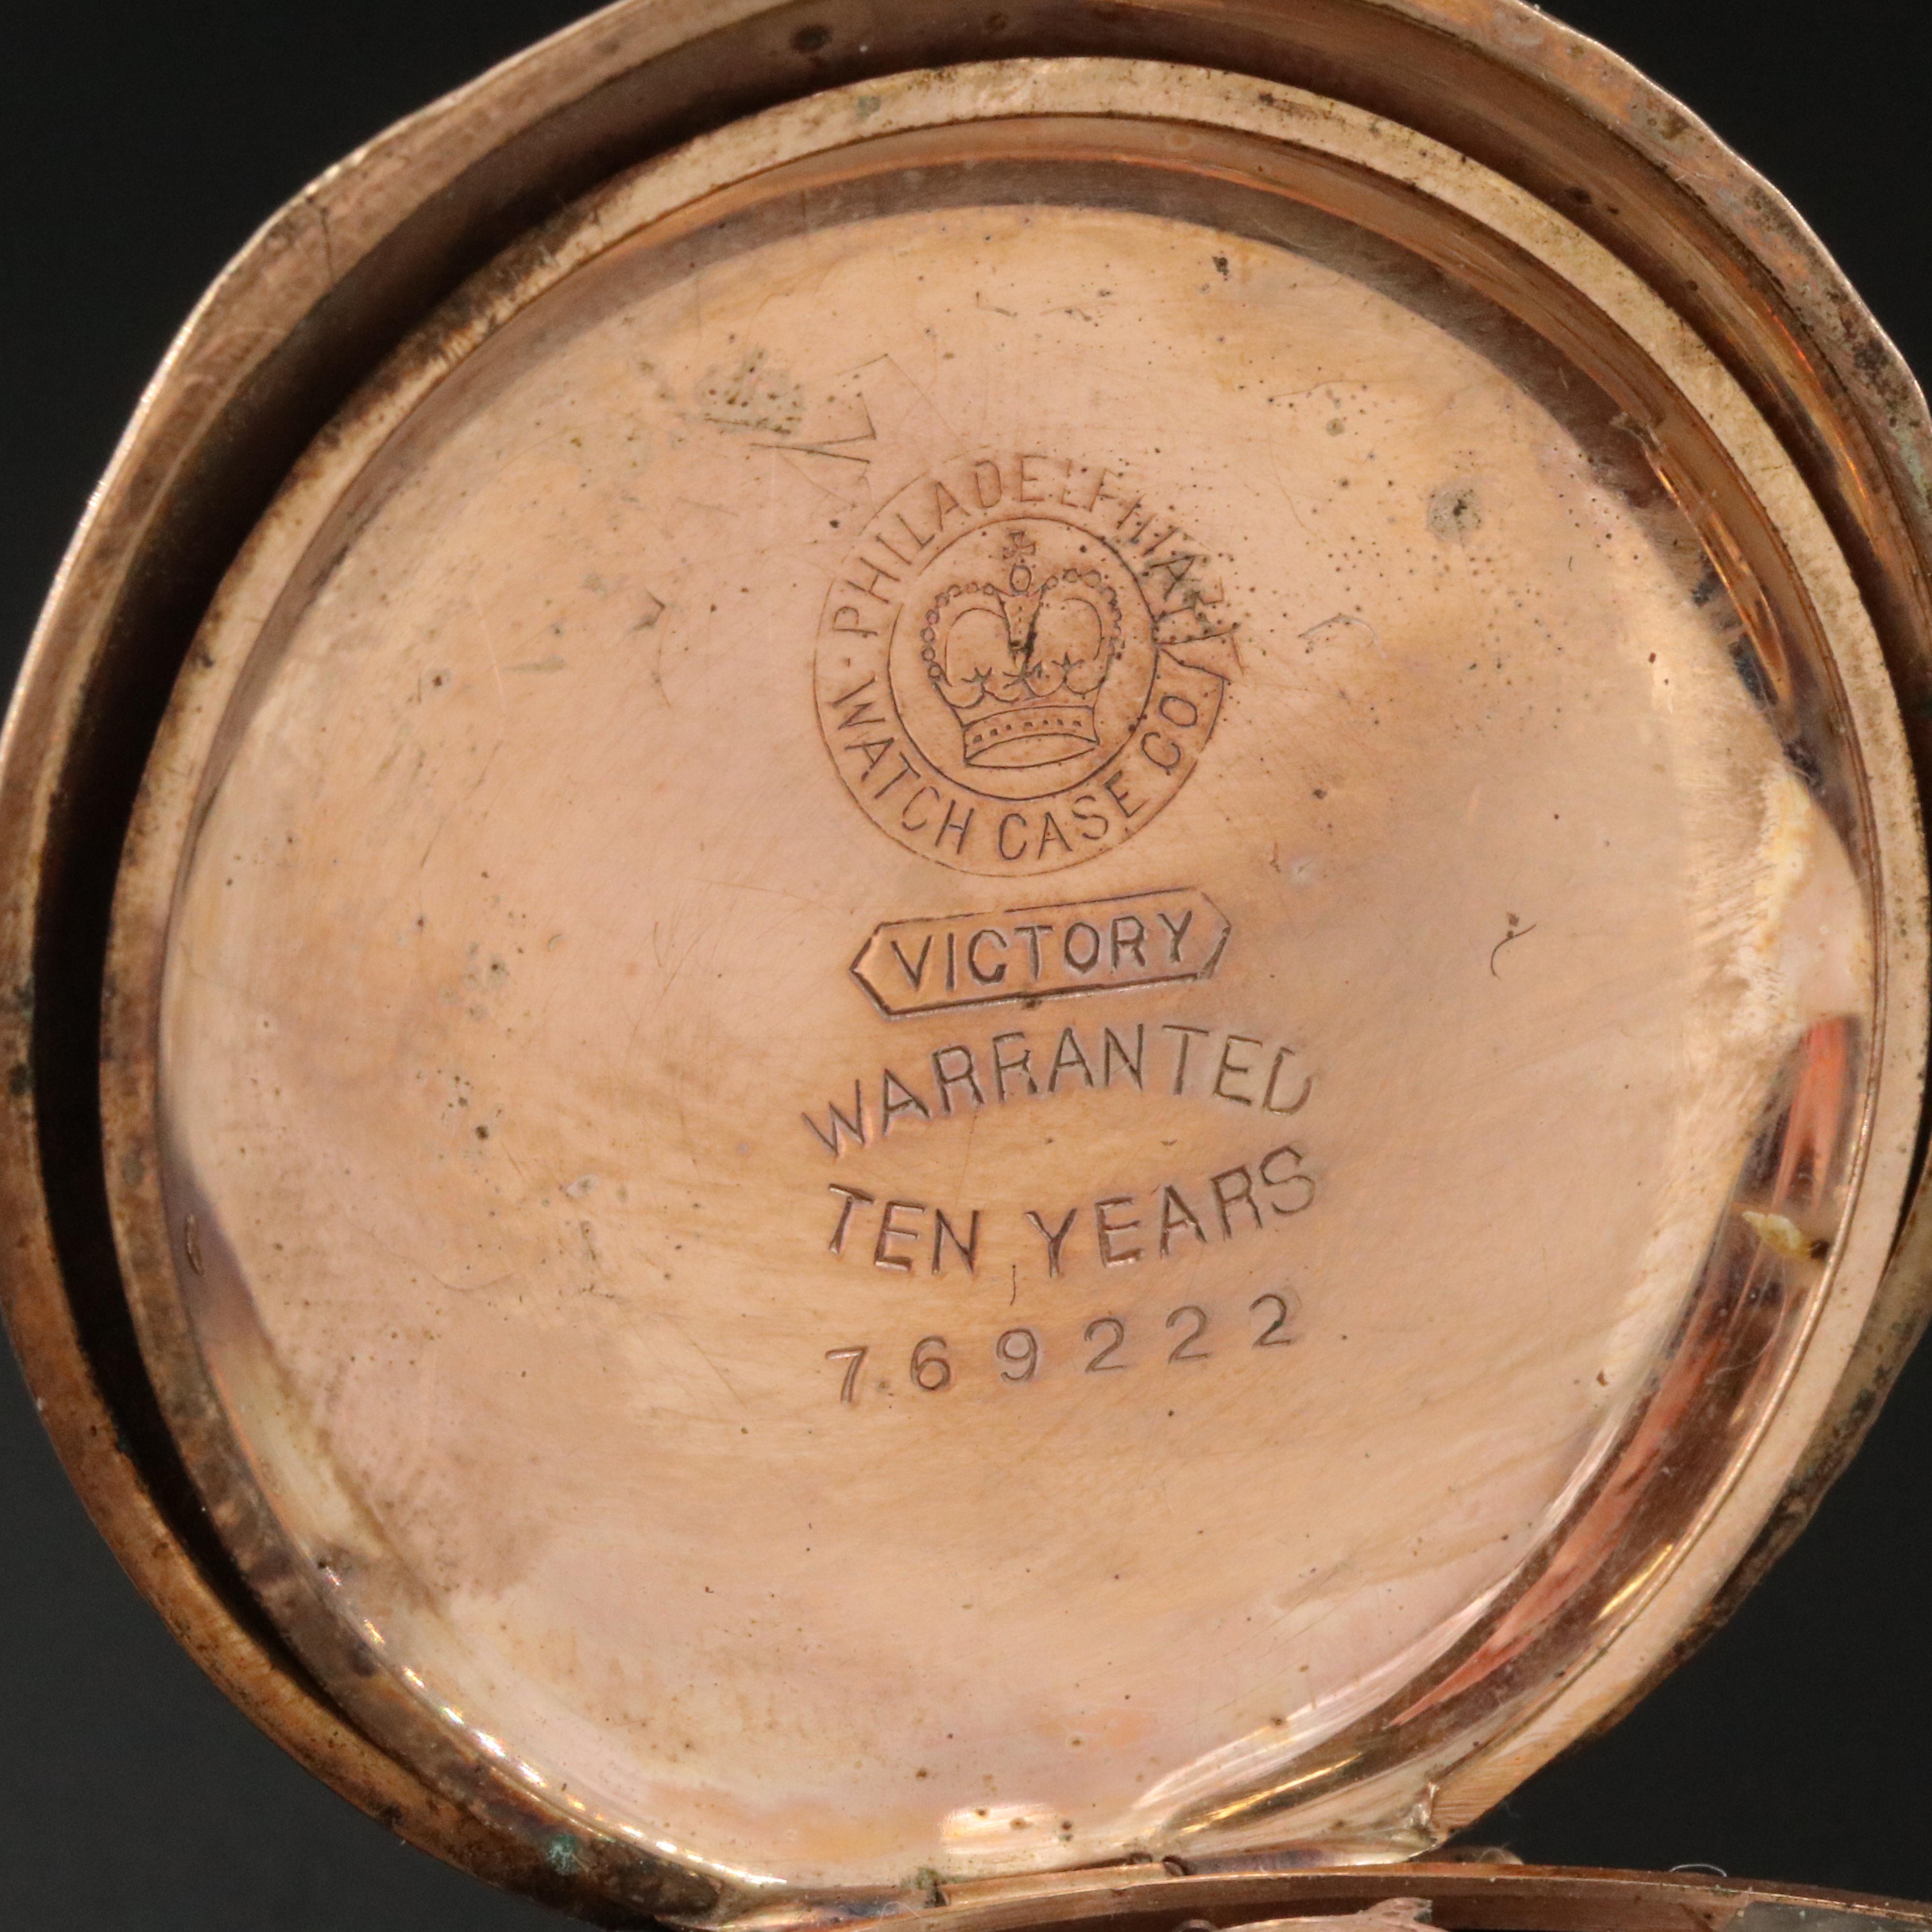 PHILADELPHIA
WATCH CASE CO.
VICTORY
WARRANTED
TEN YEARS
769222